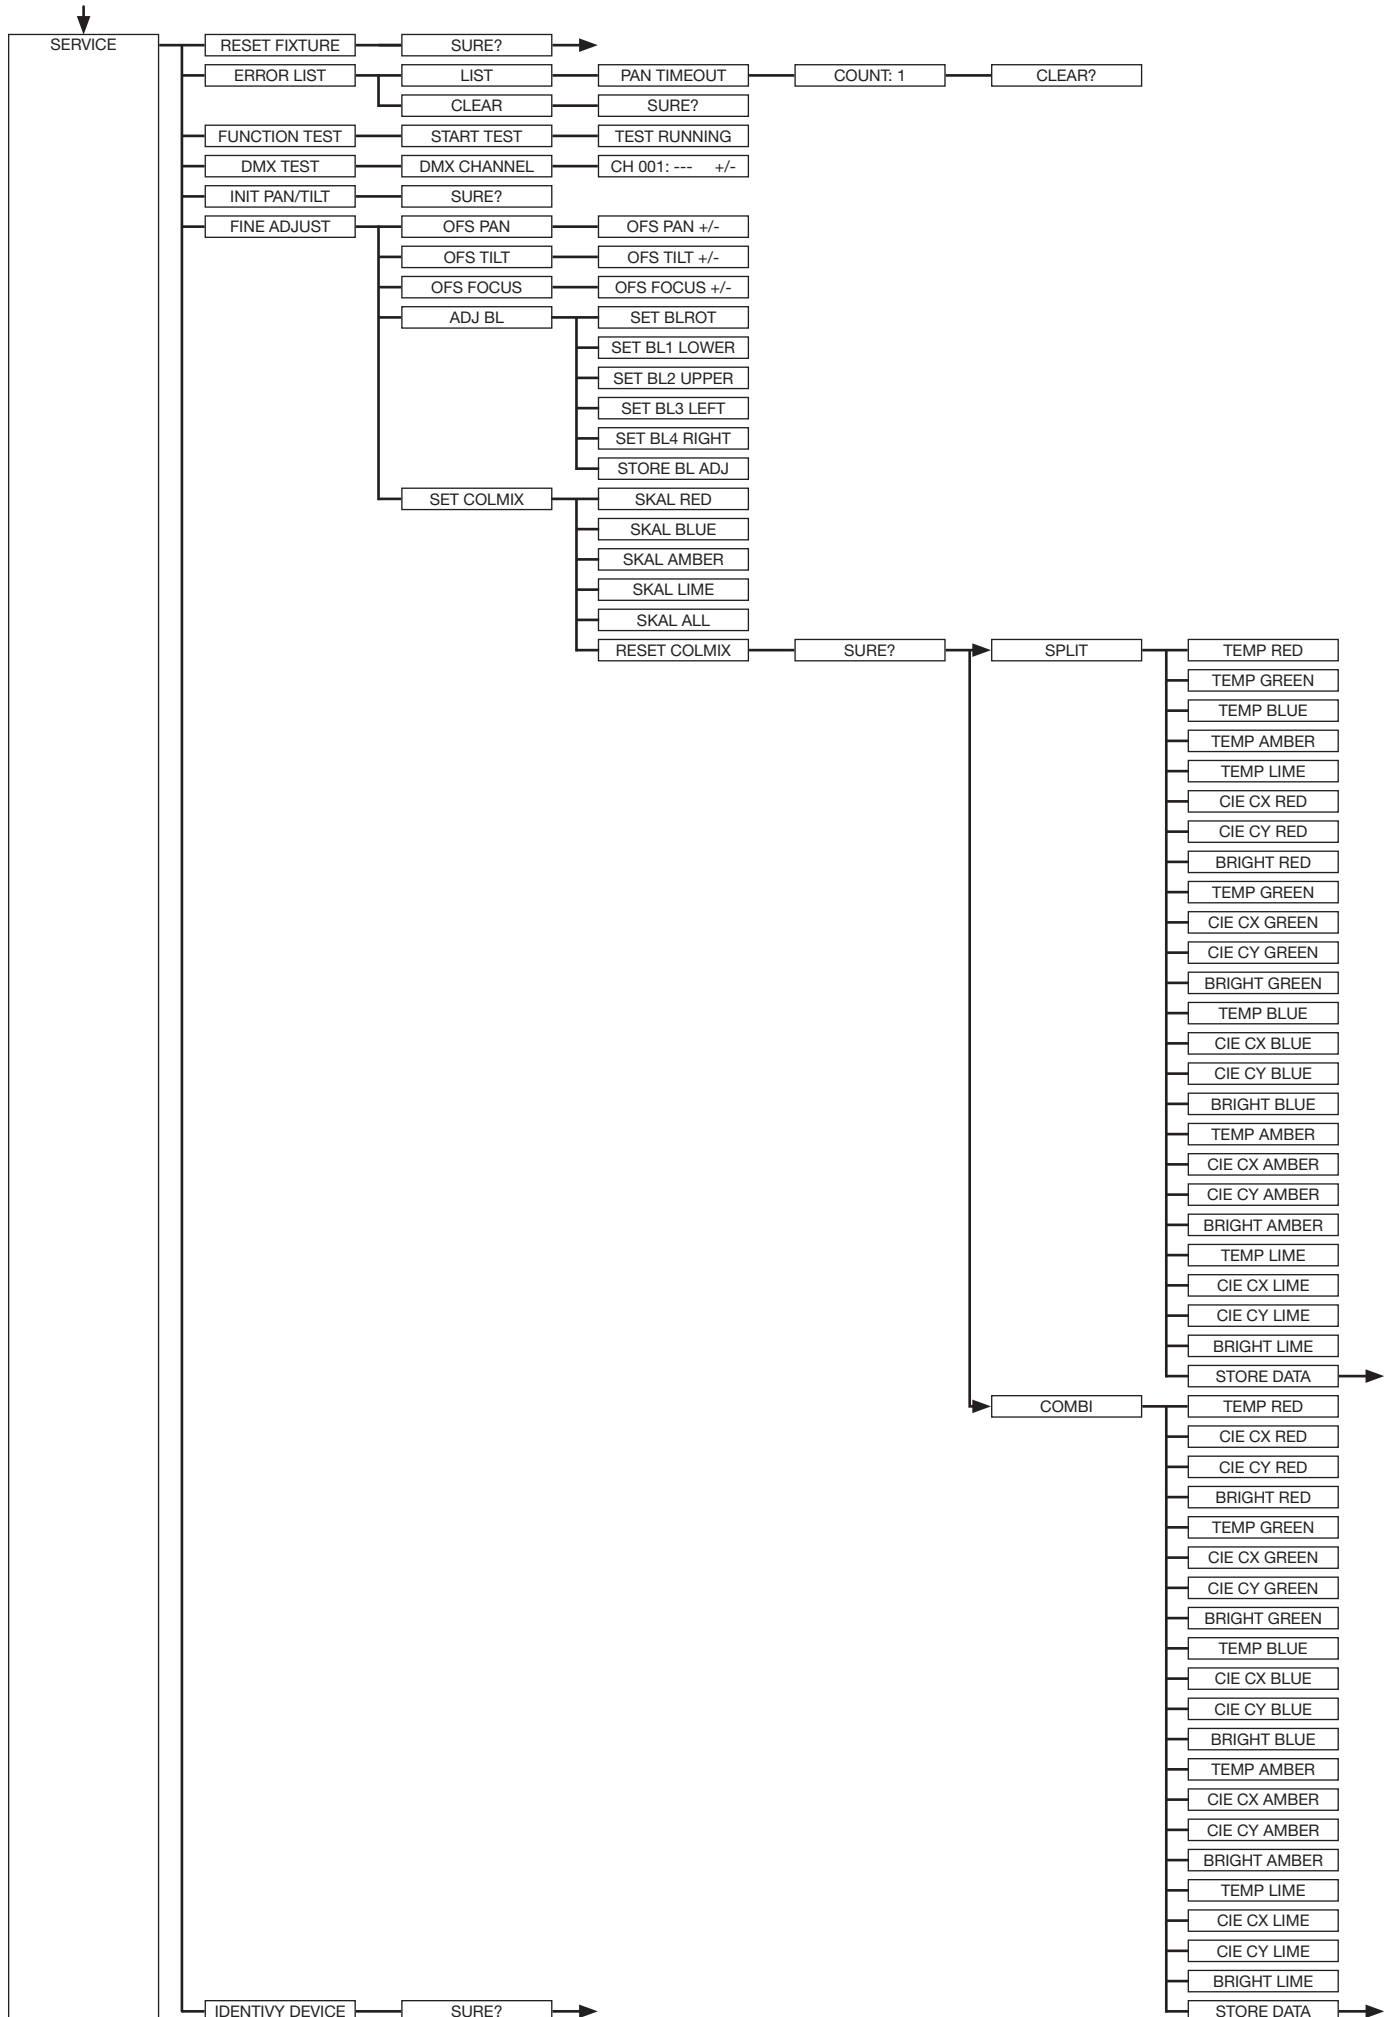 SERVICE RESET FIXTURE SURE?
ERROR LIST LIST PAN TIMEOUT COUNT: 1 CLEAR?
CLEAR SURE?
FUNCTION TEST START TEST TEST RUNNING
DMX TEST DMX CHANNEL CH 001: --- +/-
INIT PAN/TILT SURE?
FINE ADJUST OFS PAN OFS PAN +/-
OFS TILT OFS TILT +/-
OFS FOCUS OFS FOCUS +/-
ADJ BL SET BLROT
SET BL1 LOWER
SET BL2 UPPER
SET BL3 LEFT
SET BL4 RIGHT
STORE BL ADJ
SET COLMIX SKAL RED
SKAL BLUE
SKAL AMBER
SKAL LIME
SKAL ALL
RESET COLMIX SURE? SPLIT TEMP RED
TEMP GREEN
TEMP BLUE
TEMP AMBER
TEMP LIME
CIE CX RED
CIE CY RED
BRIGHT RED
TEMP GREEN
CIE CX GREEN
CIE CY GREEN
BRIGHT GREEN
TEMP BLUE
CIE CX BLUE
CIE CY BLUE
BRIGHT BLUE
TEMP AMBER
CIE CX AMBER
CIE CY AMBER
BRIGHT AMBER
TEMP LIME
CIE CX LIME
CIE CY LIME
BRIGHT LIME
STORE DATA
COMBI TEMP RED
CIE CX RED
CIE CY RED
BRIGHT RED
TEMP GREEN
CIE CX GREEN
CIE CY GREEN
BRIGHT GREEN
TEMP BLUE
CIE CX BLUE
CIE CY BLUE
BRIGHT BLUE
TEMP AMBER
CIE CX AMBER
CIE CY AMBER
BRIGHT AMBER
TEMP LIME
CIE CX LIME
CIE CY LIME
BRIGHT LIME
IDENTIVY DEVICE SURE? STORE DATA